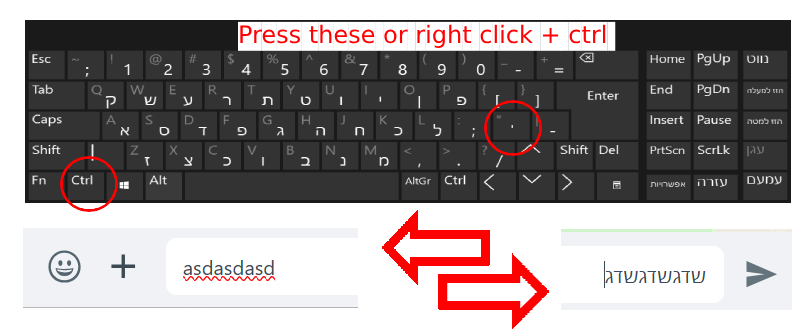 Press these or right click + ctrl
Esc ~ ; ! 1 @ 2 # 3 $ 4 % 5 ^ 6 & 7 * 8 ( 9 ) 0 _ - + = Home PgUp נווט
Tab Q ק W ש E ע R ר T ת Y ט U ו I י O ן P פ { [ } ] Enter End PgDn הזז למעלה
Caps A א S ס D ד F פ G ג H ה J ח K כ L ל : ; " ' | - Insert Pause הזז למטה
Shift | Z ז X צ C כ V ו B ב N נ M מ < , > . ? / Shift Del PrtScn ScrLk עגן
Fn Ctrl Alt AltGr Ctrl אפשרויות עזרה עמעם
asdasdasd
שדגשדגשדג